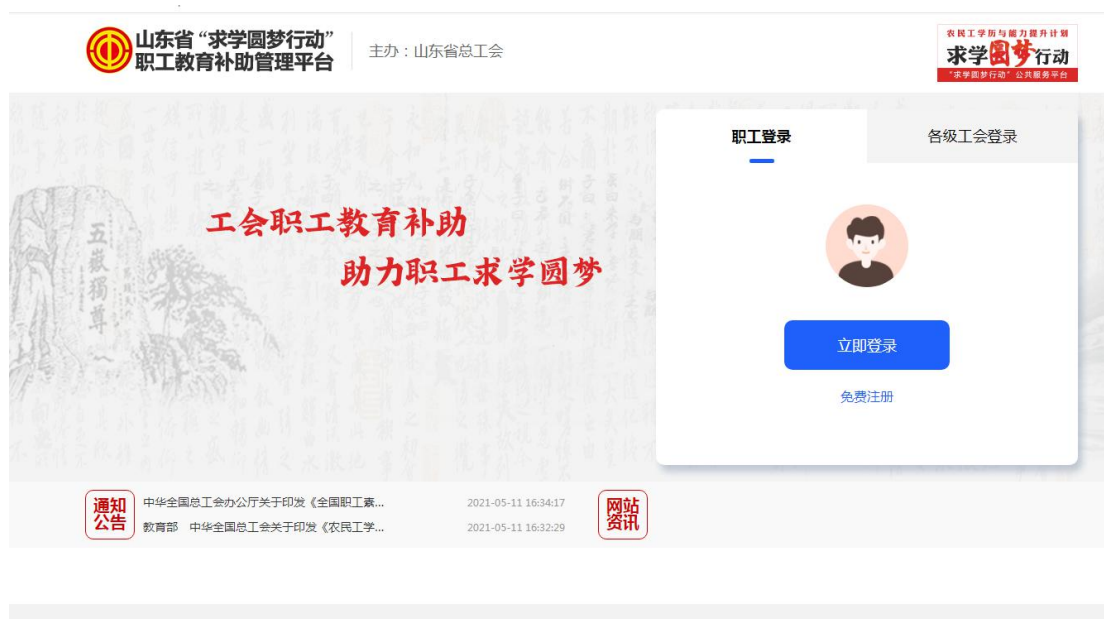 山东省“求学圆梦行动”
职工教育补助管理平台
主办：山东省总工会
农民工学历与能力提升计划
求学圆梦行动
“求学圆梦行动”公共服务平台
职工登录
各级工会登录
五嶽獨尊
工会职工教育补助
助力职工求学圆梦
立即登录
免费注册
通知
公告
中华全国总工会办公厅关于印发《全国职工素...
2021-05-11 16:34:17
教育部 中华全国总工会关于印发《农民工学...
2021-05-11 16:32:29
网站
资讯